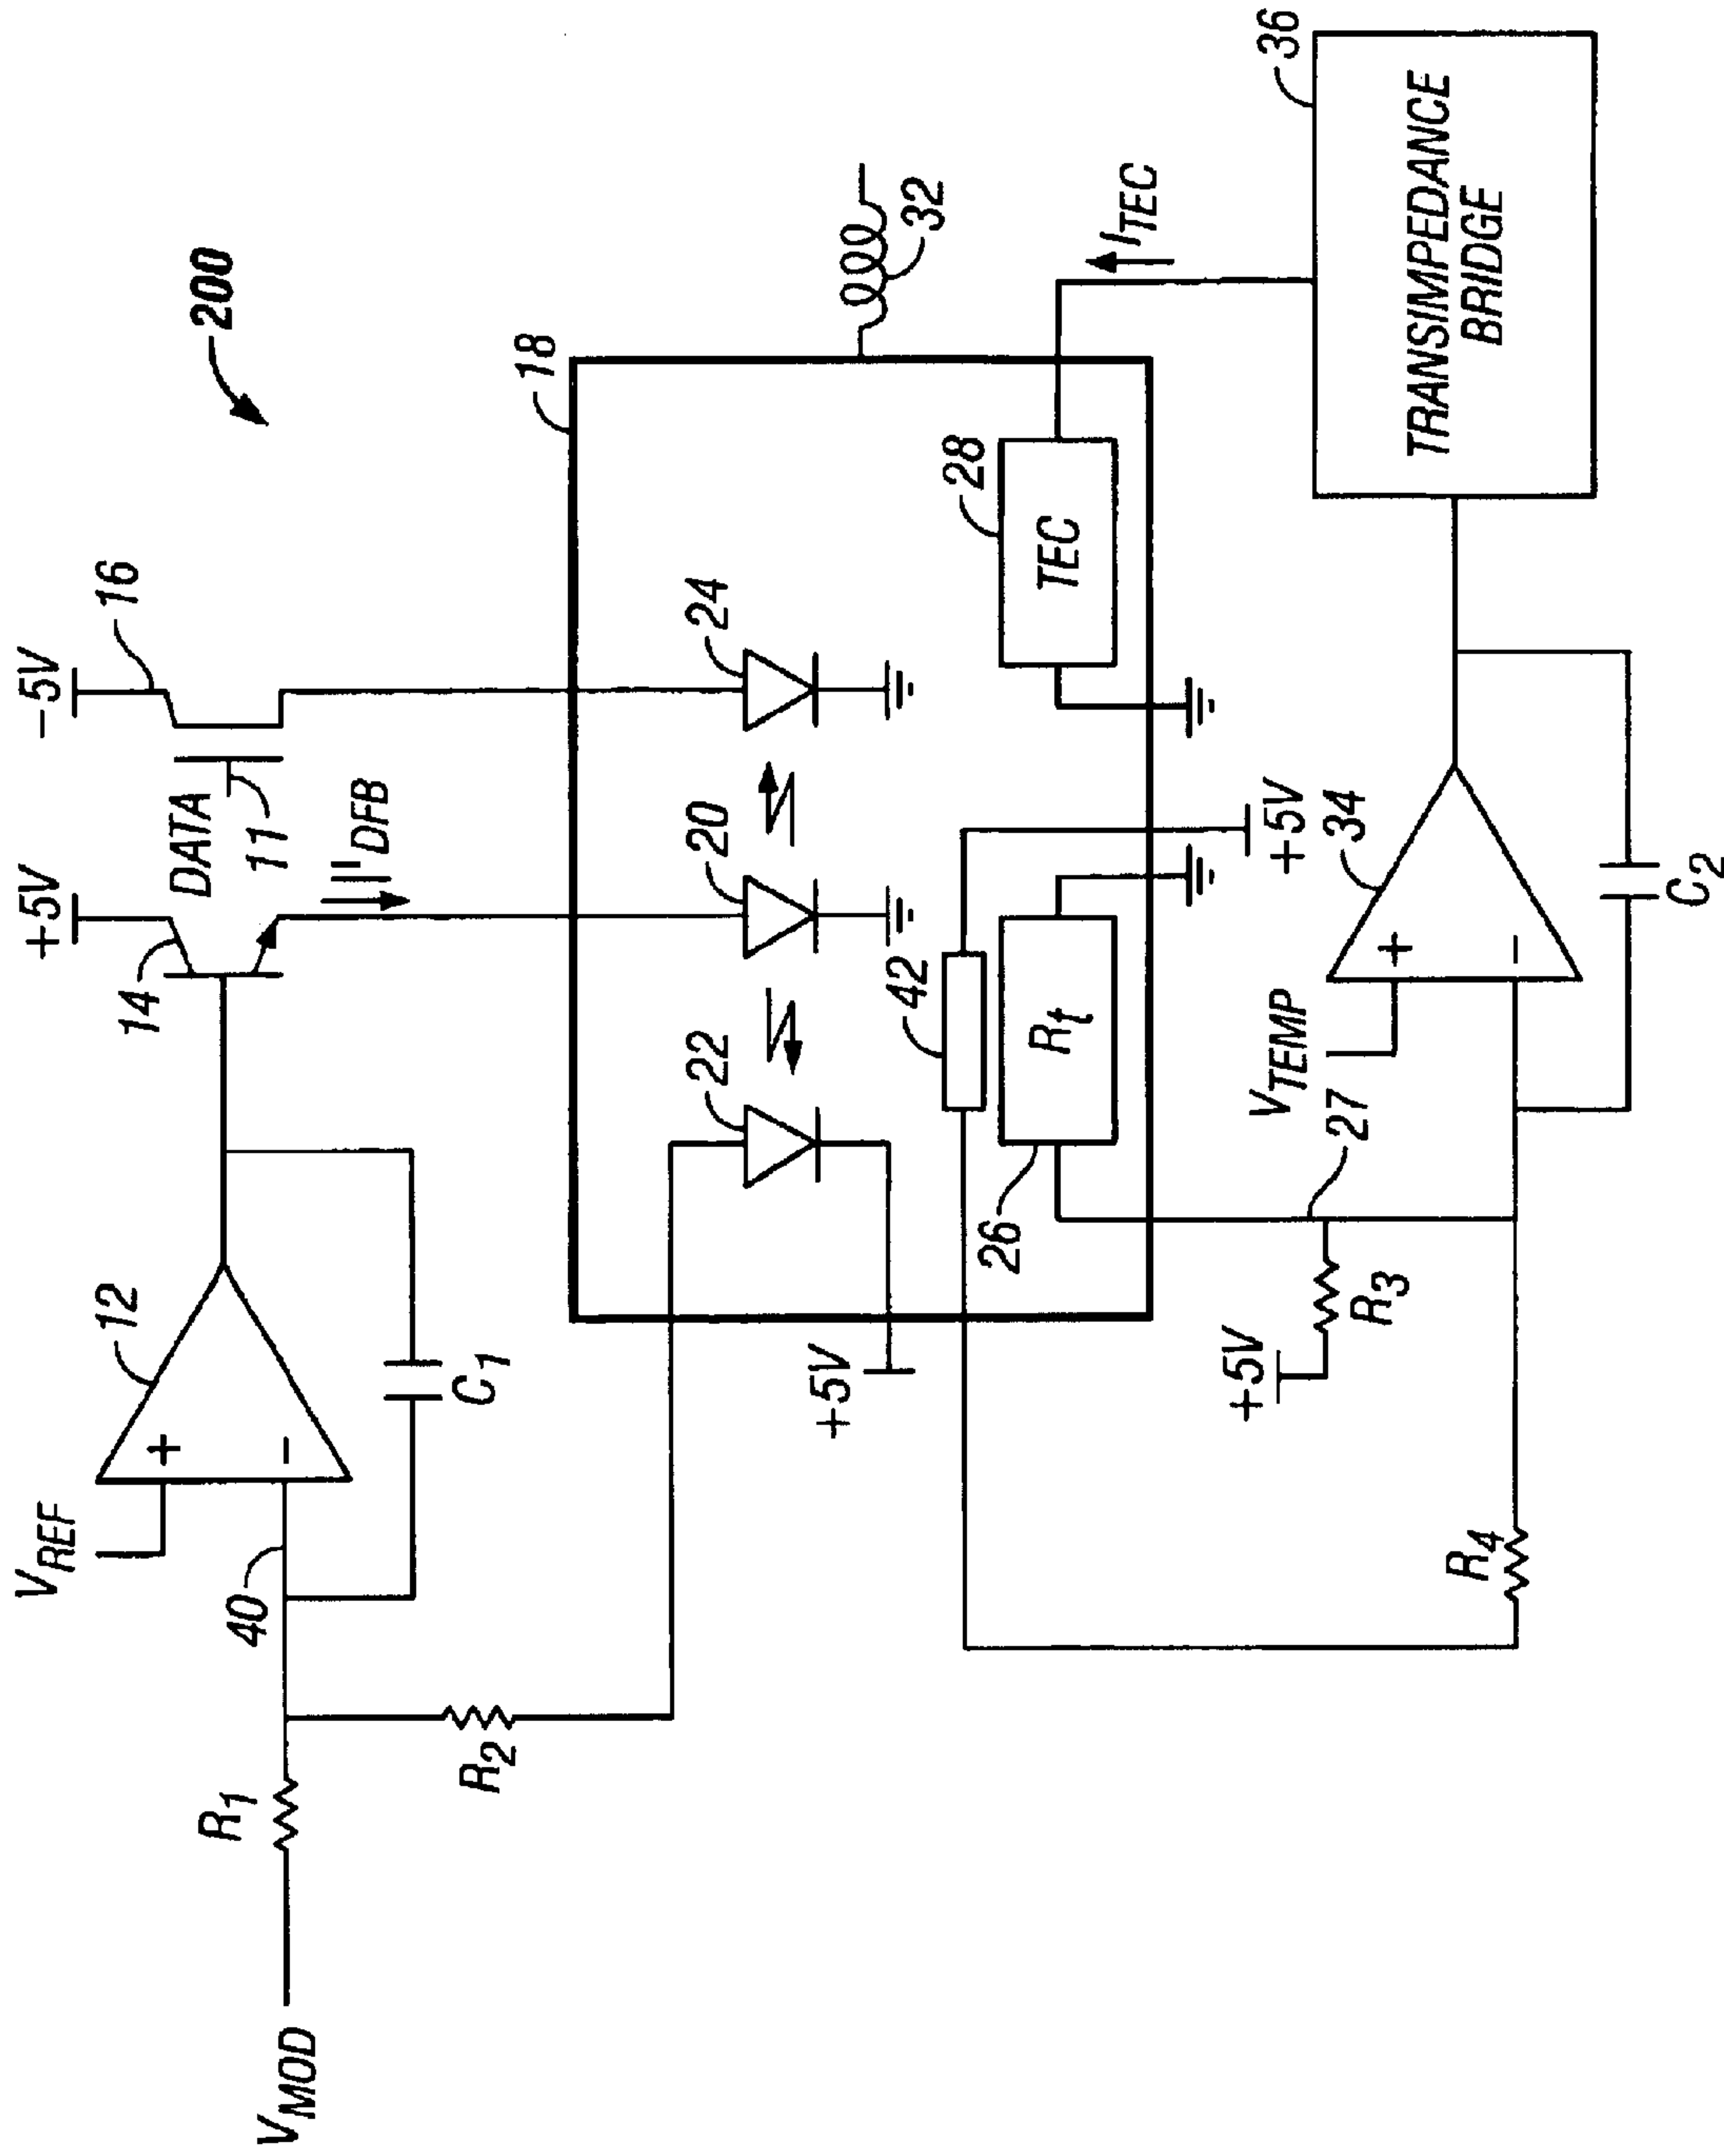 200
V_REF
+5V
-5V
12
14
16
DATA
11
I_DFB
+
-
40
C_1
R_1
V_MOD
R_2
18
22
20
24
+5V
32
42
26
R_t
28
TEC
I_TEC
+5V
R_3
27
+5V
V_TEMP
34
+
-
36
TRANSIMPEDANCE
BRIDGE
R_4
C_2